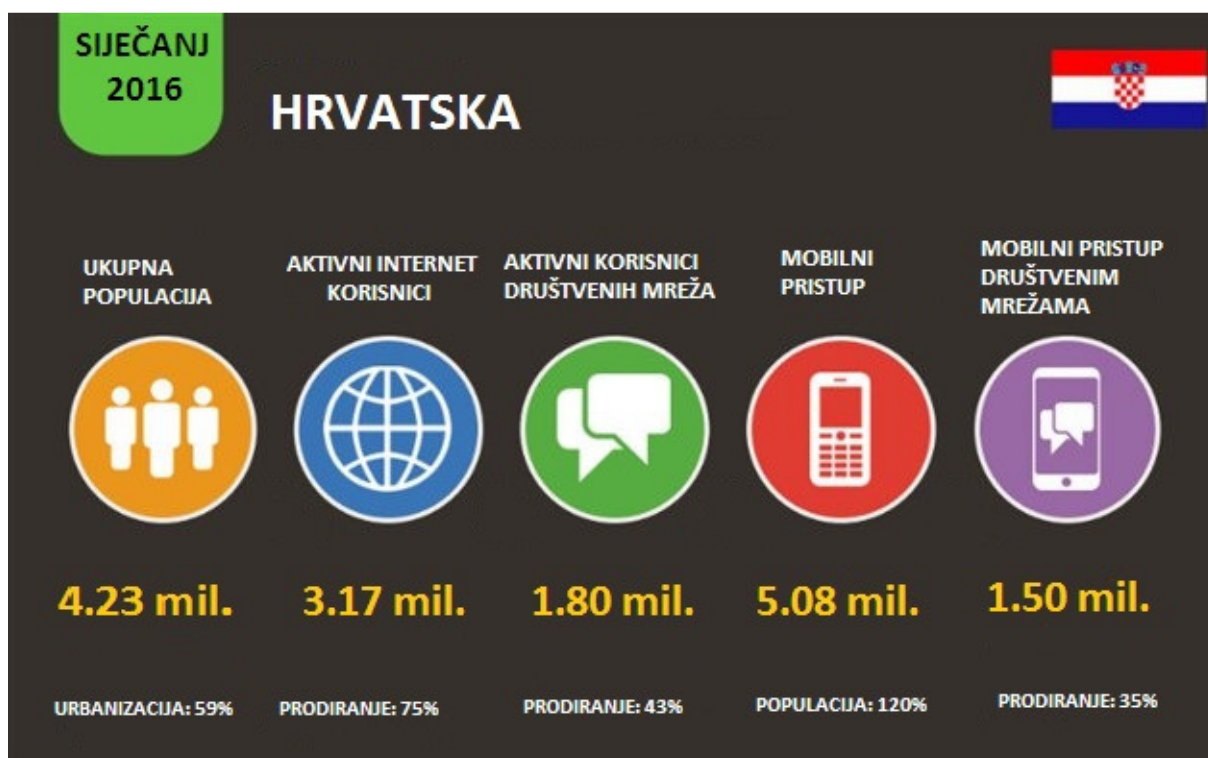 SIJEČANJ
2016
HRVATSKA
UKUPNA
POPULACIJA
AKTIVNI INTERNET
KORISNICI
AKTIVNI KORISNICI
DRUŠTVENIH MREŽA
MOBILNI
PRISTUP
MOBILNI PRISTUP
DRUŠTVENIM
MREŽAMA
4.23 mil.
3.17 mil.
1.80 mil.
5.08 mil.
1.50 mil.
URBANIZACIJA: 59%
PRODIRANJE: 75%
PRODIRANJE: 43%
POPULACIJA: 120%
PRODIRANJE: 35%